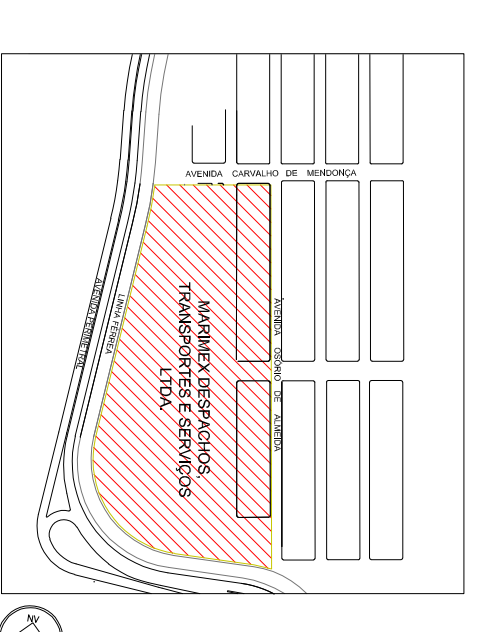 AVENIDA CARVALHO DE MENDONÇA
AVENIDA PERIMETRAL
LINHA FÉRREA
MARIMEX DESPACHOS,
TRANSPORTES E SERVIÇOS
LTDA.
AVENIDA OSÓRIO DE ALMEIDA
NV